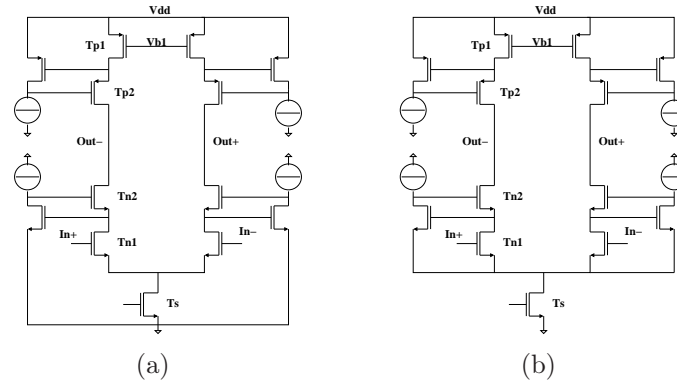 Vdd
Tp1
Vb1
Tp2
Out−
Out+
Tn2
In+
Tn1
In−
Ts
(a)
Vdd
Tp1
Vb1
Tp2
Out−
Out+
Tn2
In+
Tn1
In−
Ts
(b)